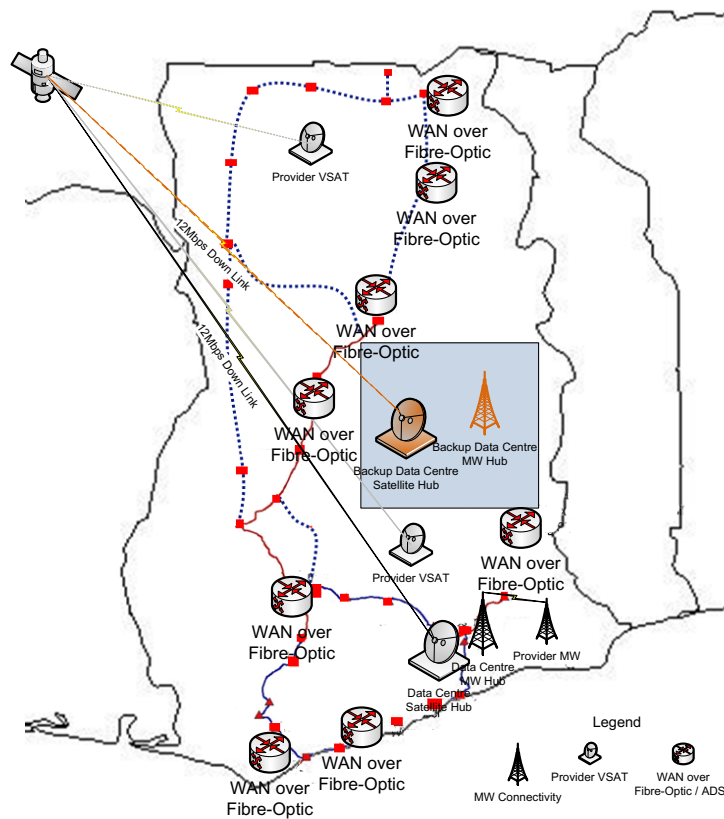 WAN over
Fibre-Optic
Provider VSAT
WAN over
Fibre-Optic
12Mbps Down Link
12Mbps Down Link
WAN over
Fibre-Optic
WAN over
Fibre-Optic
Backup Data Centre
MW Hub
Backup Data Centre
Satellite Hub
WAN over
Fibre-Optic
Provider VSAT
WAN over
Fibre-Optic
Data Centre
MW Hub
Provider MW
Data Centre
Satellite Hub
WAN over
Fibre-Optic
WAN over
Fibre-Optic
Legend
MW Connectivity
Provider VSAT
WAN over
Fibre-Optic / ADS